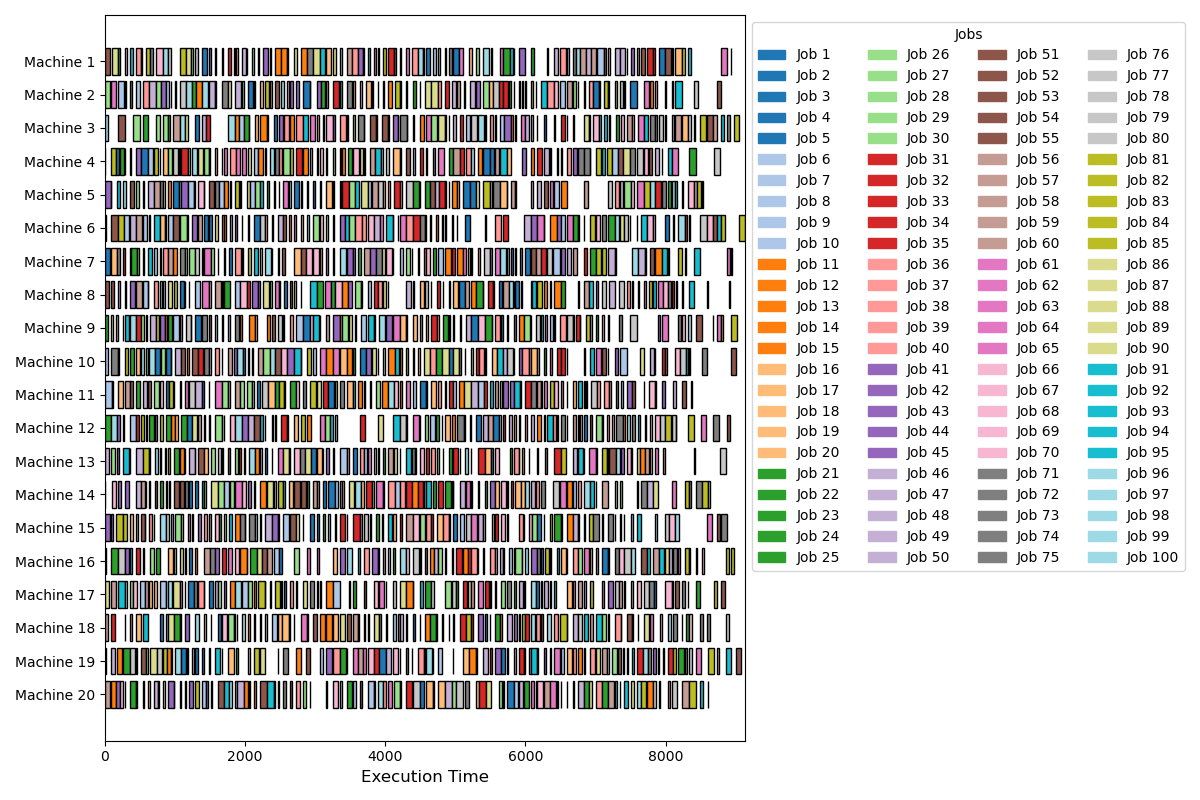 Machine 1
Machine 2
Machine 3
Machine 4
Machine 5
Machine 6
Machine 7
Machine 8
Machine 9
Machine 10
Machine 11
Machine 12
Machine 13
Machine 14
Machine 15
Machine 16
Machine 17
Machine 18
Machine 19
Machine 20
0 2000 4000 6000 8000
Execution Time
Jobs
Job 1 Job 26 Job 51 Job 76
Job 2 Job 27 Job 52 Job 77
Job 3 Job 28 Job 53 Job 78
Job 4 Job 29 Job 54 Job 79
Job 5 Job 30 Job 55 Job 80
Job 6 Job 31 Job 56 Job 81
Job 7 Job 32 Job 57 Job 82
Job 8 Job 33 Job 58 Job 83
Job 9 Job 34 Job 59 Job 84
Job 10 Job 35 Job 60 Job 85
Job 11 Job 36 Job 61 Job 86
Job 12 Job 37 Job 62 Job 87
Job 13 Job 38 Job 63 Job 88
Job 14 Job 39 Job 64 Job 89
Job 15 Job 40 Job 65 Job 90
Job 16 Job 41 Job 66 Job 91
Job 17 Job 42 Job 67 Job 92
Job 18 Job 43 Job 68 Job 93
Job 19 Job 44 Job 69 Job 94
Job 20 Job 45 Job 70 Job 95
Job 21 Job 46 Job 71 Job 96
Job 22 Job 47 Job 72 Job 97
Job 23 Job 48 Job 73 Job 98
Job 24 Job 49 Job 74 Job 99
Job 25 Job 50 Job 75 Job 100